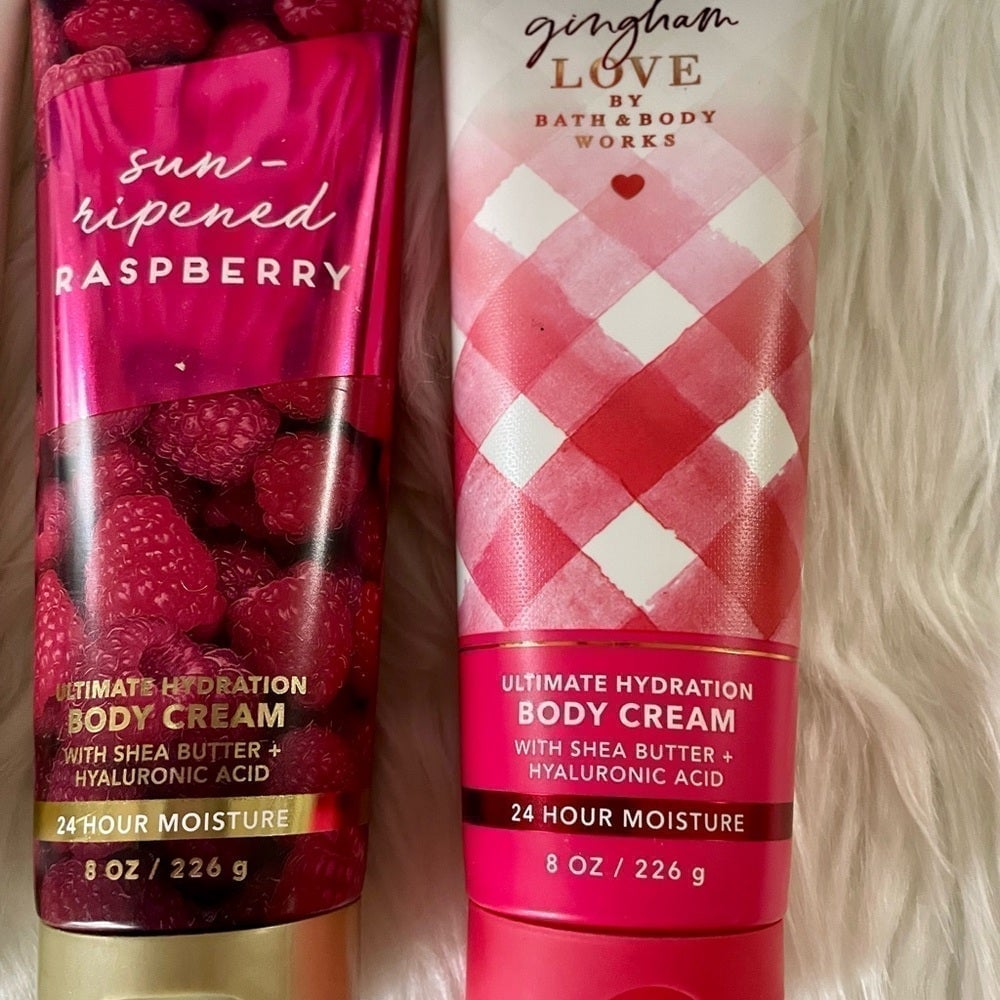 sun-
ripened
RASPBERRY
ULTIMATE HYDRATION
BODY CREAM
WITH SHEA BUTTER +
HYALURONIC ACID
24 HOUR MOISTURE
8 OZ / 226 g
gingham
LOVE
BY
BATH & BODY
WORKS
ULTIMATE HYDRATION
BODY CREAM
WITH SHEA BUTTER +
HYALURONIC ACID
24 HOUR MOISTURE
8 OZ / 226 g